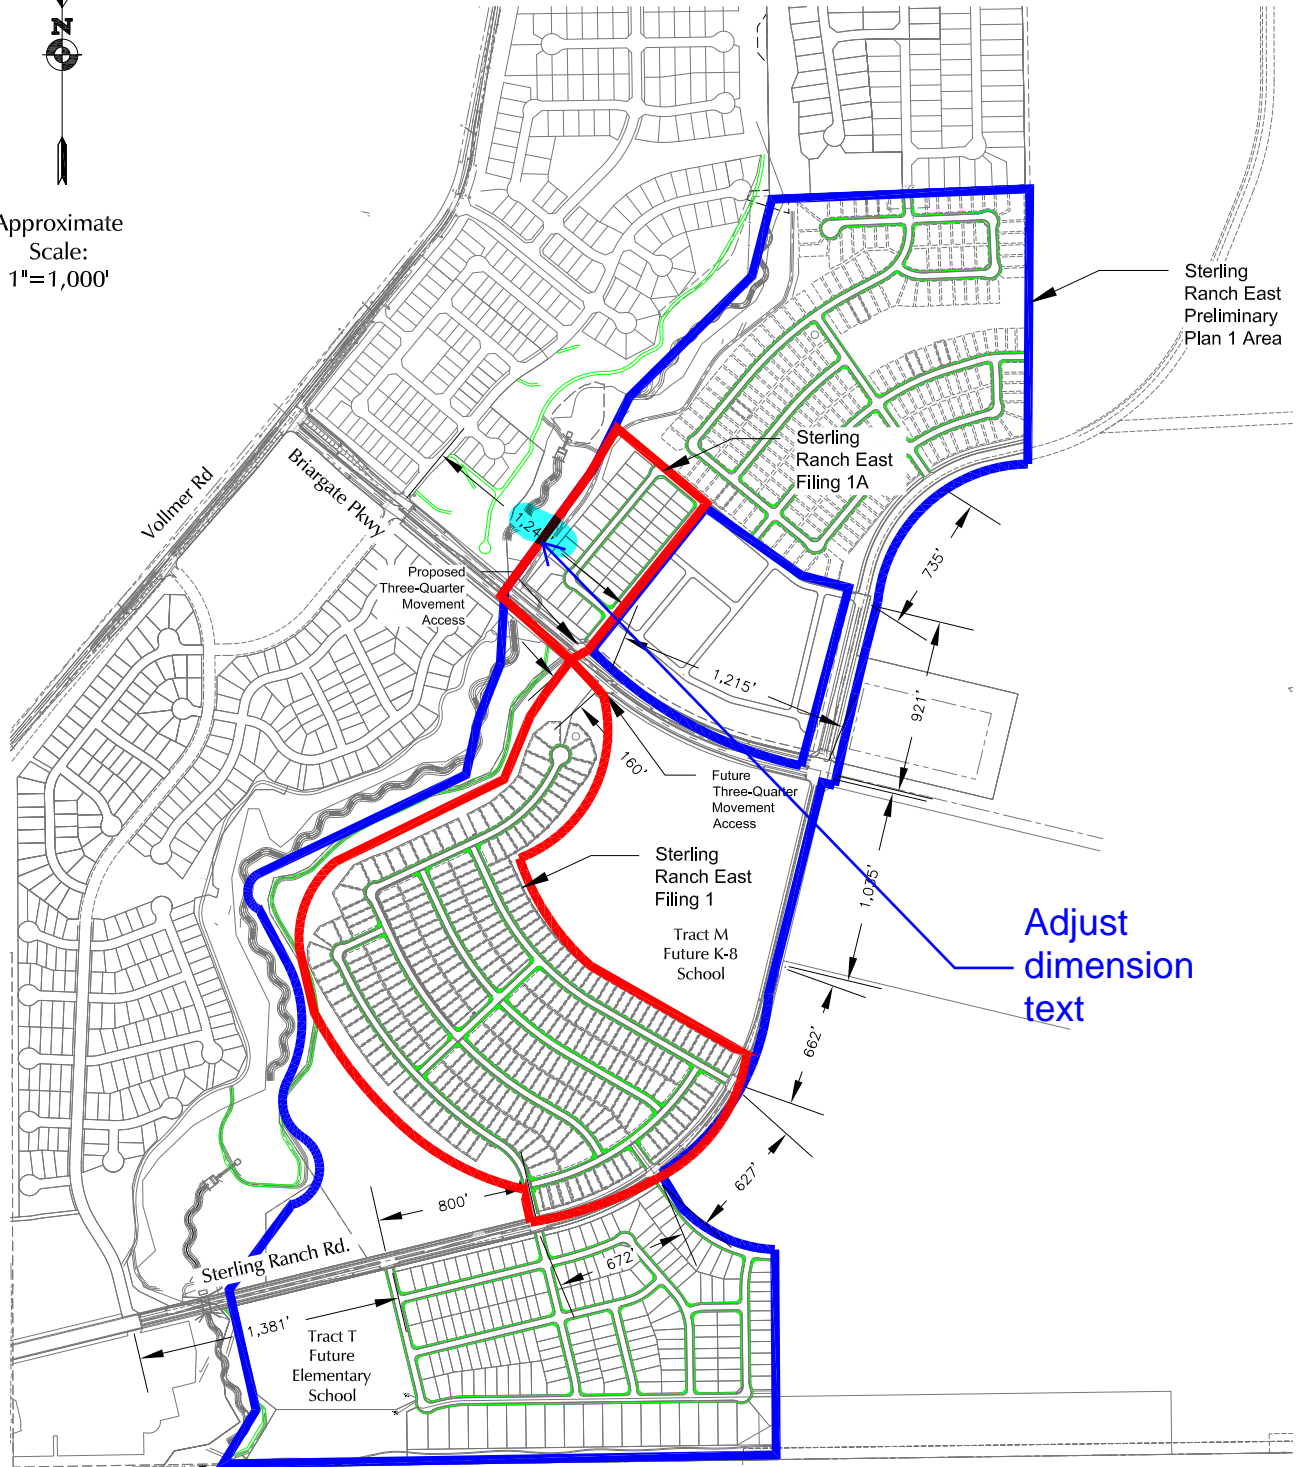 N
Approximate
Scale:
1"=1,000'
Sterling
Ranch East
Preliminary
Plan 1 Area
Sterling
Ranch East
Filing 1A
Vollmer Rd
Briargate Pkwy
Proposed
Three-Quarter
Movement
Access
735'
1,215'
921'
160'
Future
Three-Quarter
Movement
Access
Sterling
Ranch East
Filing 1
1,035'
Tract M
Future K-8
School
Adjust
dimension
text
662'
627'
800'
672'
Sterling Ranch Rd.
1,381'
Tract T
Future
Elementary
School